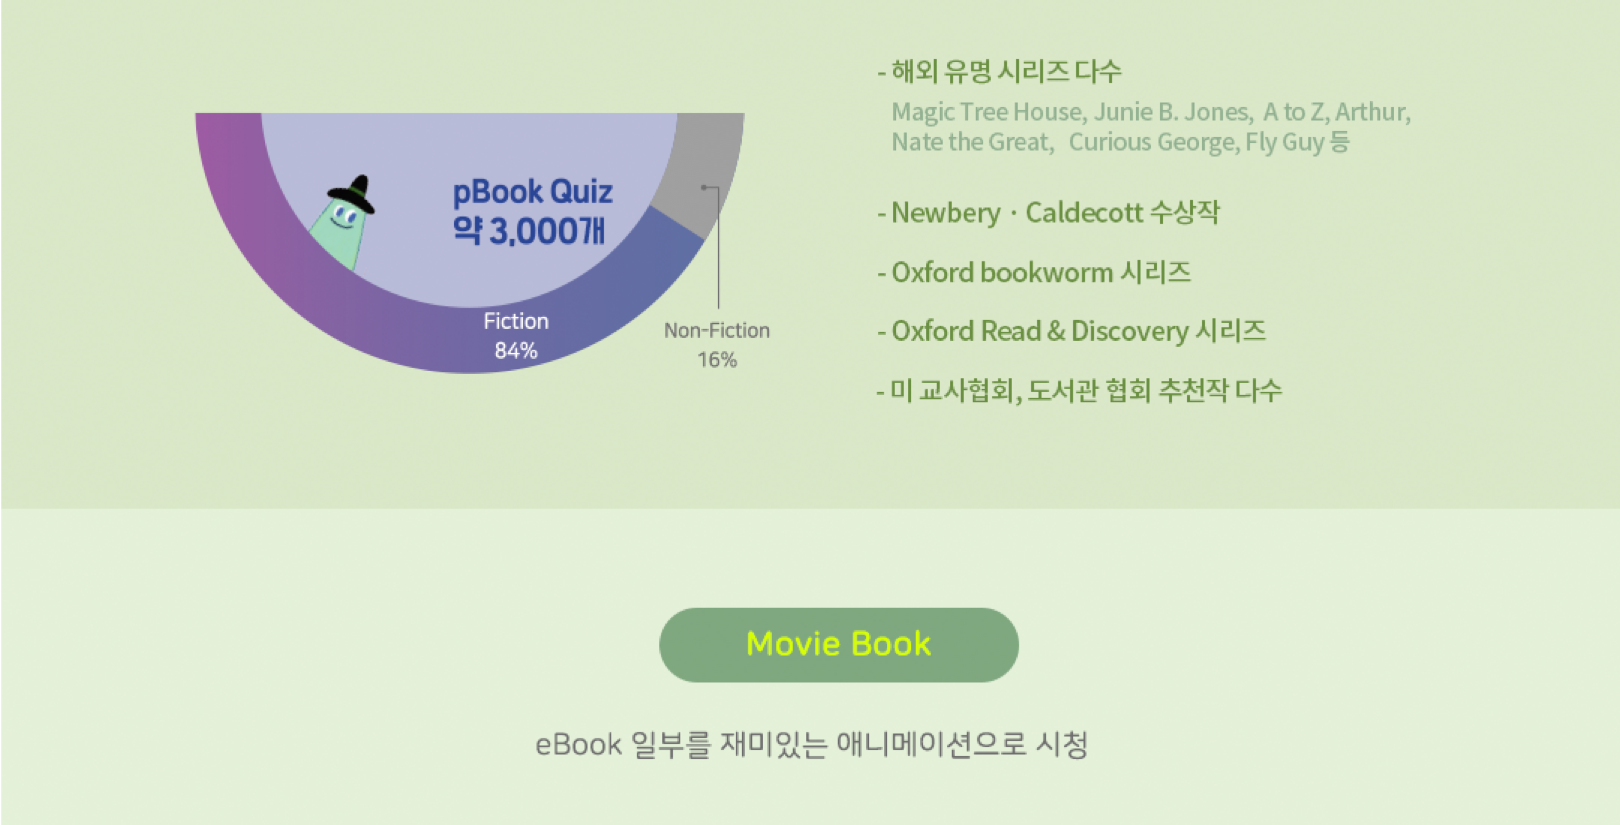 pBook Quiz
약 3,000개
Fiction
84%
Non-Fiction
16%
- 해외 유명 시리즈 다수
Magic Tree House, Junie B. Jones, A to Z, Arthur,
Nate the Great, Curious George, Fly Guy 등
- Newbery · Caldecott 수상작
- Oxford bookworm 시리즈
- Oxford Read & Discovery 시리즈
- 미 교사협회, 도서관 협회 추천작 다수
Movie Book
eBook 일부를 재미있는 애니메이션으로 시청